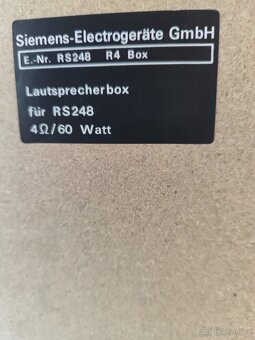 Siemens-Electrogeräte GmbH
E.-Nr. RS248 R4 Box
Lautsprecherbox
für RS248
4Ω/60 Watt